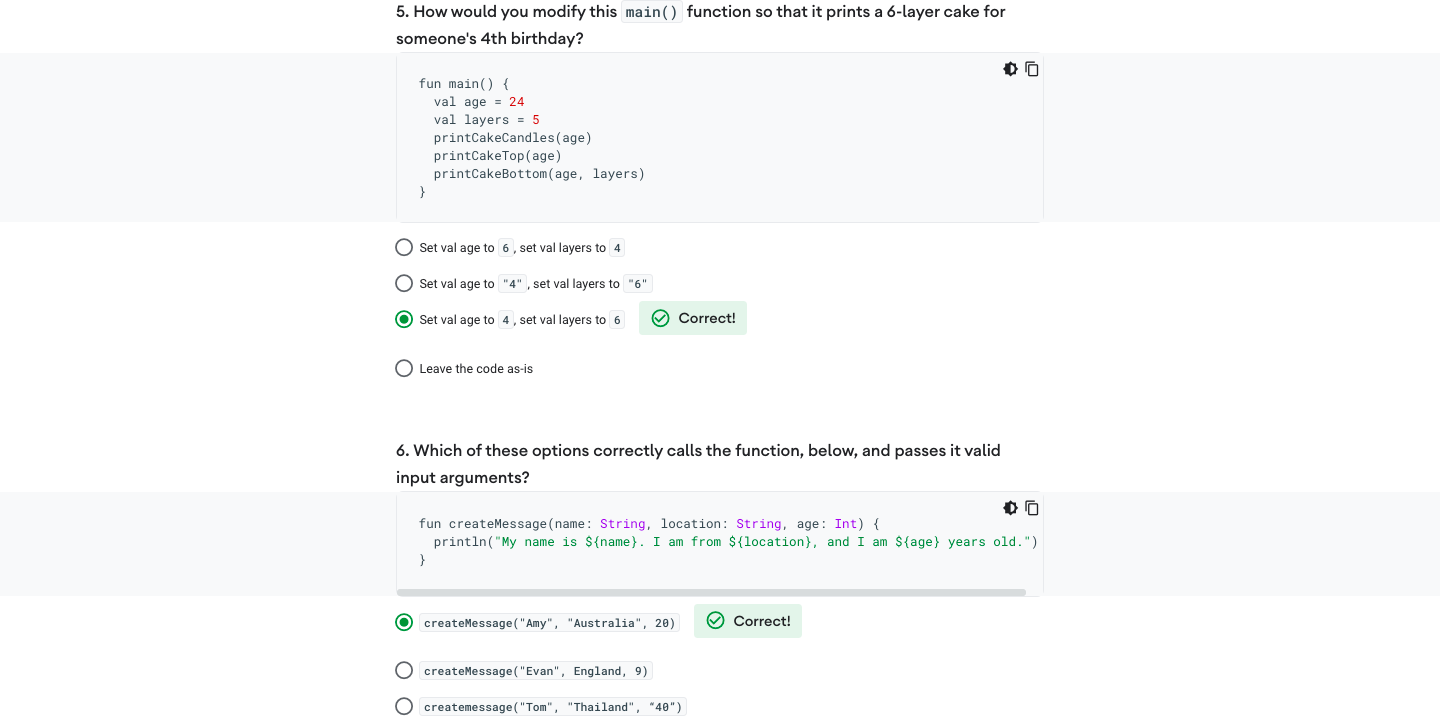 5. How would you modify this main() function so that it prints a 6-layer cake for
someone's 4th birthday?
fun main() {
  val age = 24
  val layers = 5
  printCakeCandles(age)
  printCakeTop(age)
  printCakeBottom(age, layers)
}
Set val age to 6, set val layers to 4
Set val age to "4", set val layers to "6"
Set val age to 4, set val layers to 6 Correct!
Leave the code as-is
6. Which of these options correctly calls the function, below, and passes it valid
input arguments?
fun createMessage(name: String, location: String, age: Int) {
  println("My name is ${name}. I am from ${location}, and I am ${age} years old.")
}
createMessage("Amy", "Australia", 20) Correct!
createMessage("Evan", England, 9)
createmessage("Tom", "Thailand", “40”)